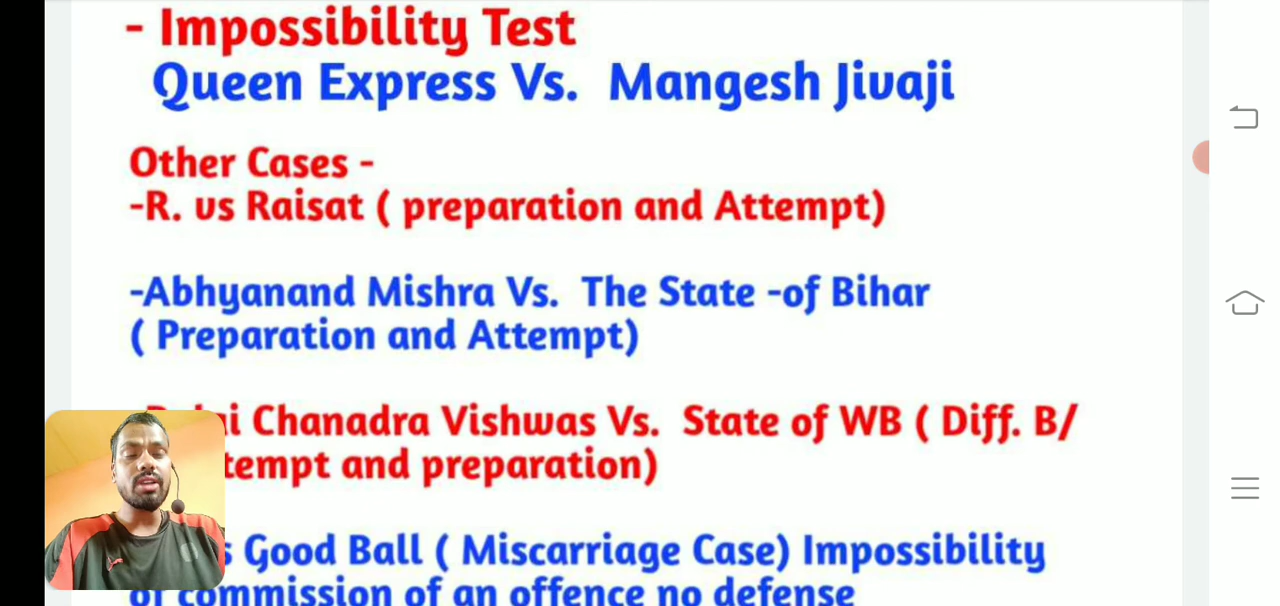 - Impossibility Test
Queen Express Vs. Mangesh Jivaji
Other Cases -
-R. vs Raisat ( preparation and Attempt)
-Abhyanand Mishra Vs. The State -of Bihar
( Preparation and Attempt)
Chanadra Vishwas Vs. State of WB ( Diff. B/
and preparation)
Good Ball ( Miscarriage Case) Impossibility
of commission of an offence no defense